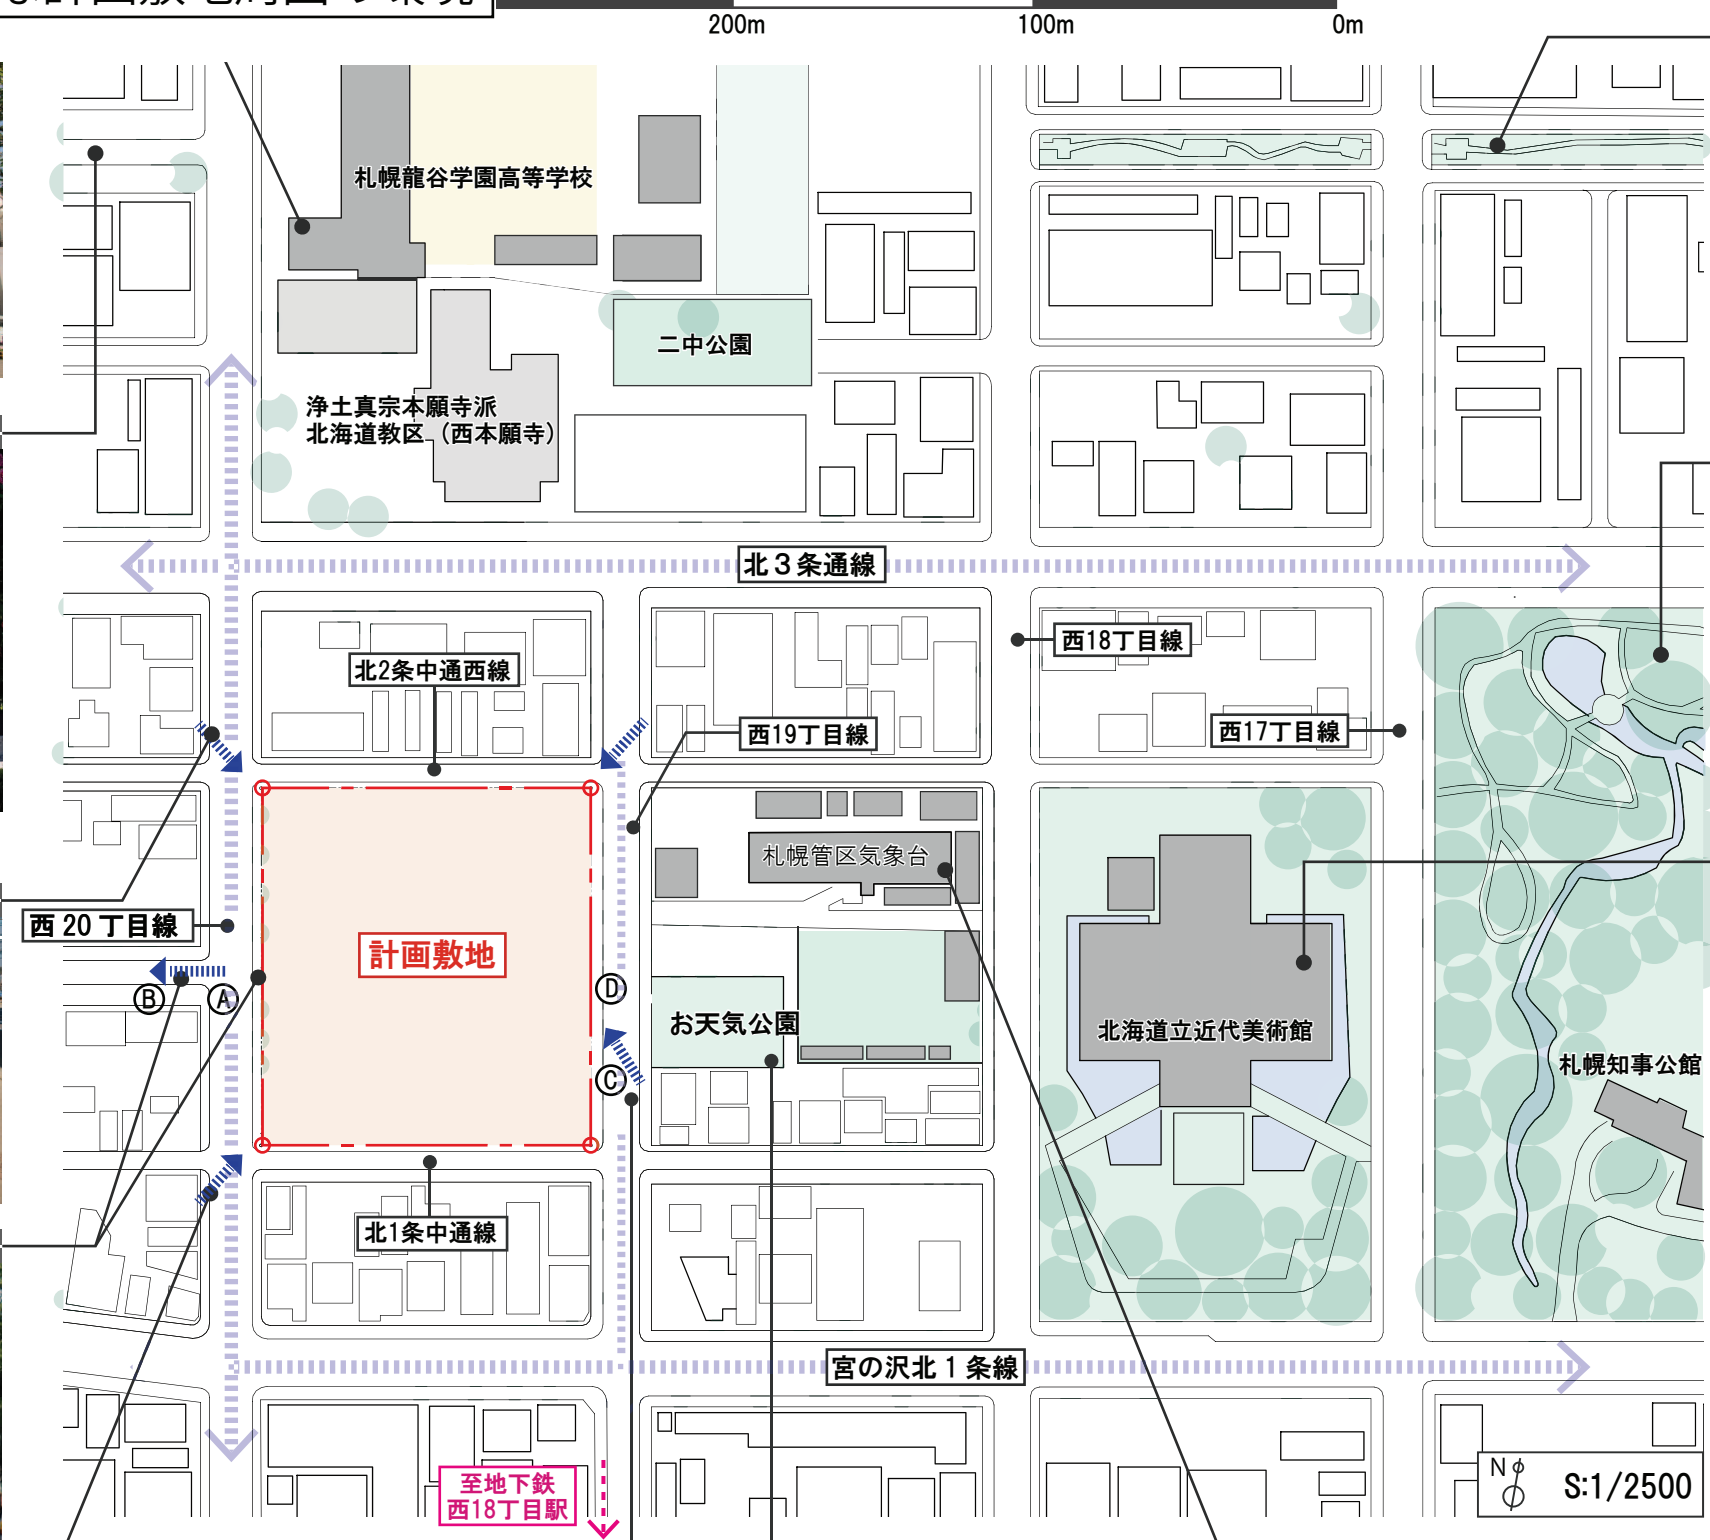 200m
100m
0m
札幌龍谷学園高等学校
二中公園
浄土真宗本願寺派
北海道教区（西本願寺）
北３条通線
西18丁目線
北2条中通西線
西19丁目線
西17丁目線
札幌管区気象台
西 20 丁目線
計画敷地
B
A
D
お天気公園
北海道立近代美術館
札幌知事公館
C
北1条中通線
宮の沢北１条線
至地下鉄
西18丁目駅
N
S:1/2500